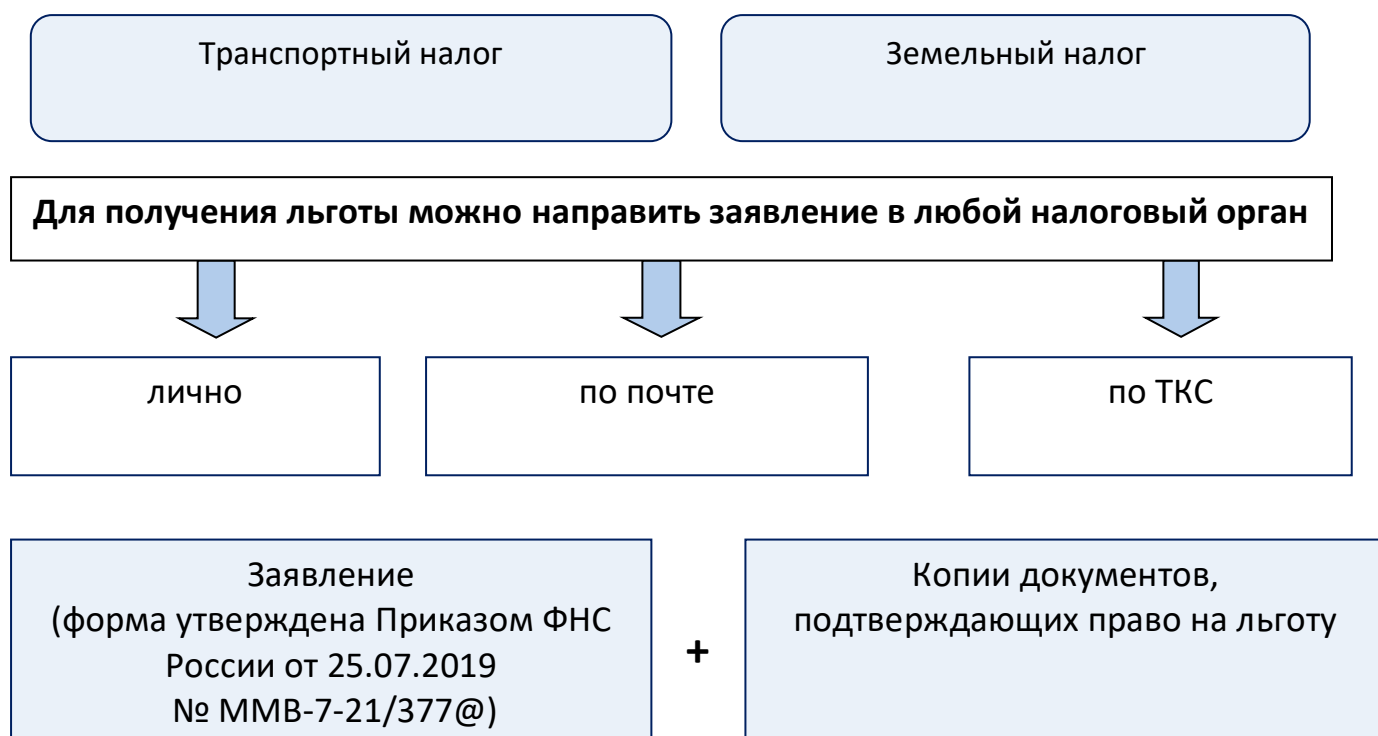 Транспортный налог
Земельный налог
Для получения льготы можно направить заявление в любой налоговый орган
лично
по почте
по ТКС
Заявление
(форма утверждена Приказом ФНС
России от 25.07.2019
№ ММВ-7-21/377@)
+
Копии документов,
подтверждающих право на льготу